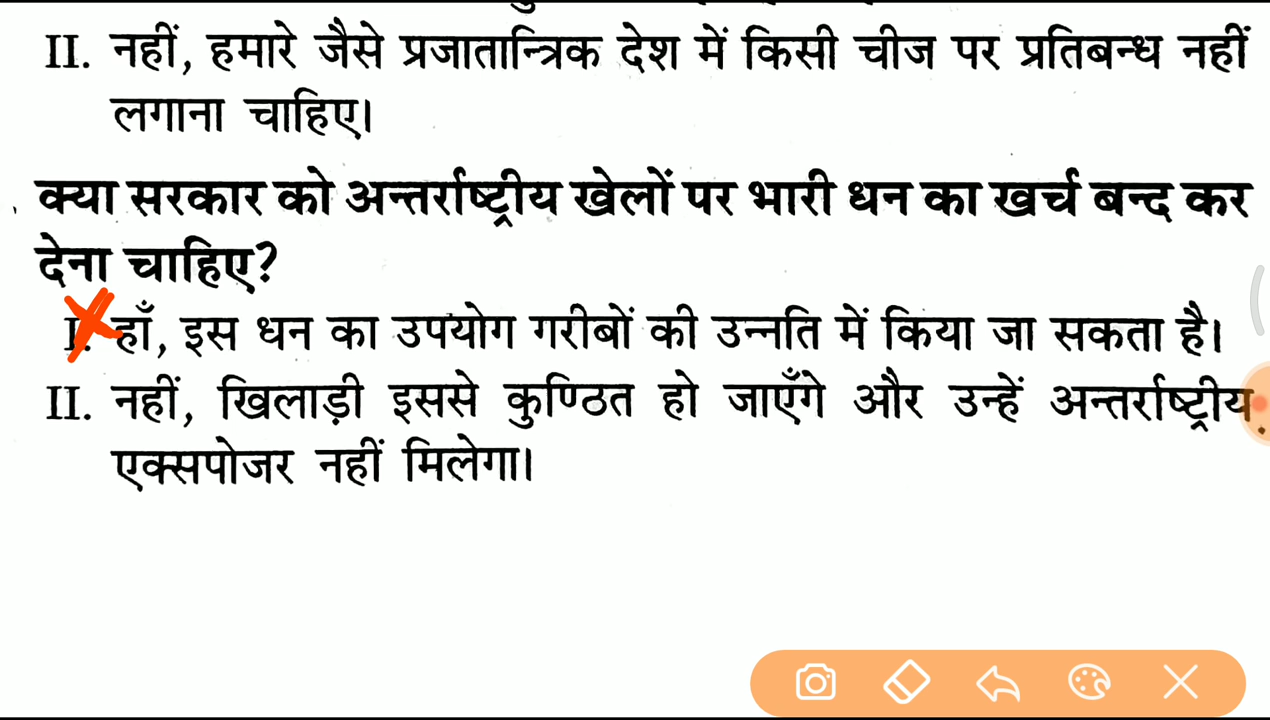 II. नहीं, हमारे जैसे प्रजातान्त्रिक देश में किसी चीज पर प्रतिबन्ध नहीं
लगाना चाहिए।
क्या सरकार को अन्तर्राष्ट्रीय खेलों पर भारी धन का खर्च बन्द कर
देना चाहिए?
I. हाँ, इस धन का उपयोग गरीबों की उन्नति में किया जा सकता है।
II. नहीं, खिलाड़ी इससे कुण्ठित हो जाएँगे और उन्हें अन्तर्राष्ट्रीय
एक्सपोजर नहीं मिलेगा।